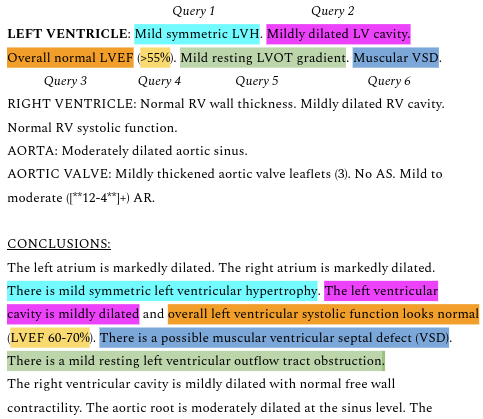 Query 1 Query 2
LEFT VENTRICLE: Mild symmetric LVH. Mildly dilated LV cavity.
Overall normal LVEF (>55%). Mild resting LVOT gradient. Muscular VSD.
Query 3 Query 4 Query 5 Query 6
RIGHT VENTRICLE: Normal RV wall thickness. Mildly dilated RV cavity.
Normal RV systolic function.
AORTA: Moderately dilated aortic sinus.
AORTIC VALVE: Mildly thickened aortic valve leaflets (3). No AS. Mild to
moderate ([**12-4**]+) AR.
CONCLUSIONS:
The left atrium is markedly dilated. The right atrium is markedly dilated.
There is mild symmetric left ventricular hypertrophy. The left ventricular
cavity is mildly dilated and overall left ventricular systolic function looks normal
(LVEF 60-70%). There is a possible muscular ventricular septal defect (VSD).
There is a mild resting left ventricular outflow tract obstruction.
The right ventricular cavity is mildly dilated with normal free wall
contractility. The aortic root is moderately dilated at the sinus level. The